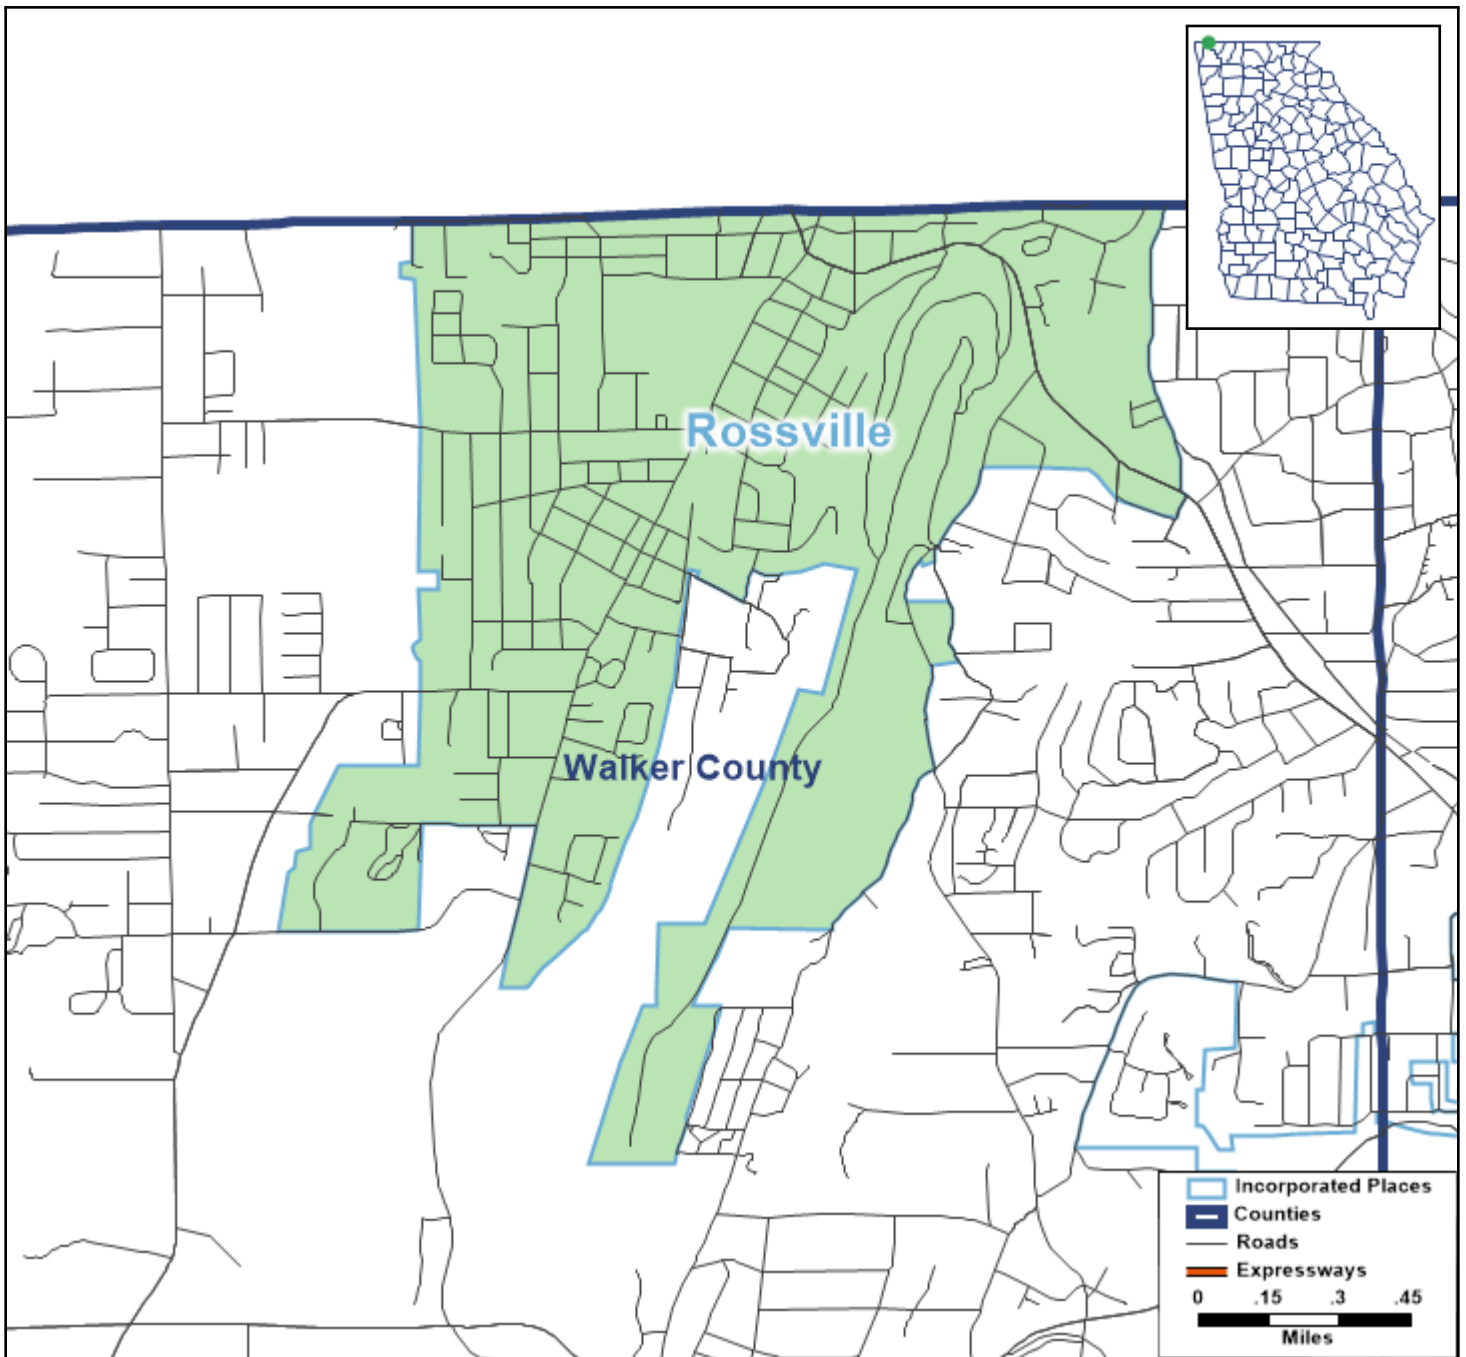 Rossville
Walker County
Incorporated Places
Counties
Roads
Expressways
0 .15 .3 .45
Miles